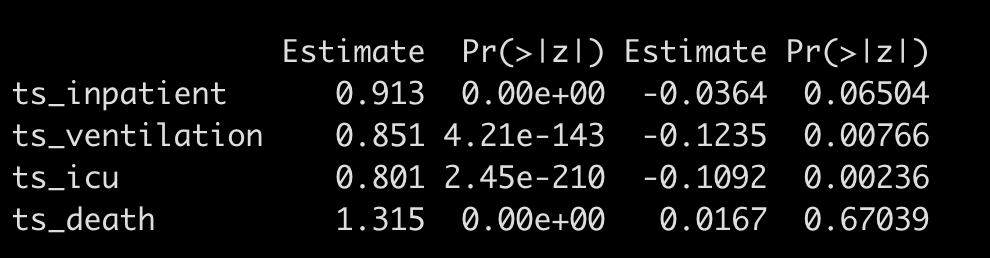 Estimate Pr(>|z|) Estimate Pr(>|z|)
ts_inpatient 0.913 0.00e+00 -0.0364 0.06504
ts_ventilation 0.851 4.21e-143 -0.1235 0.00766
ts_icu 0.801 2.45e-210 -0.1092 0.00236
ts_death 1.315 0.00e+00 0.0167 0.67039